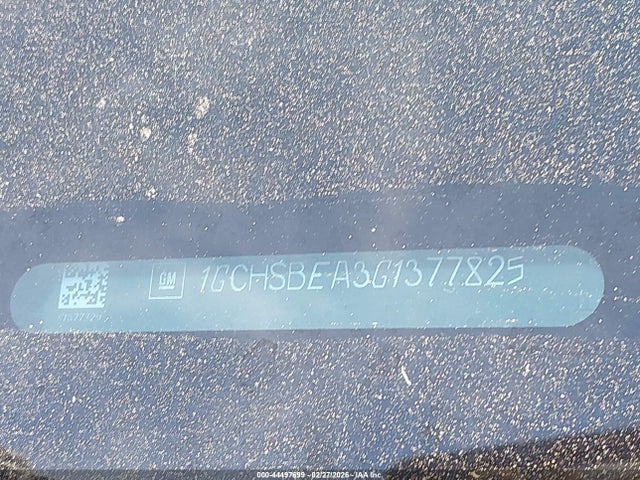 GM 1GCHSBEA3G1377825
000-44497699 - 02/27/2026 - IAA Inc.